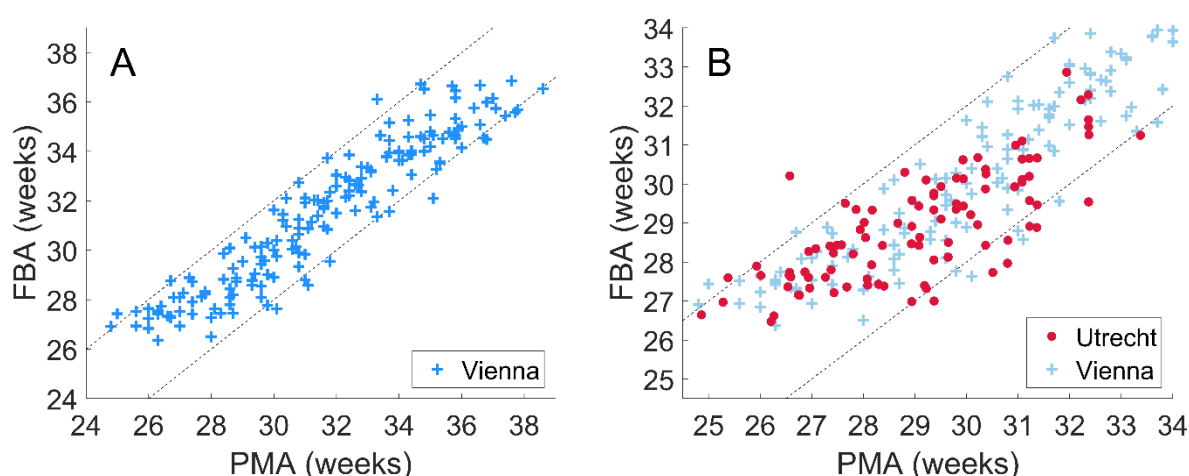 A
FBA (weeks)
38
36
34
32
30
28
26
24
24 26 28 30 32 34 36 38
PMA (weeks)
Vienna
B
FBA (weeks)
34
33
32
31
30
29
28
27
26
25
25 26 27 28 29 30 31 32 33 34
PMA (weeks)
Utrecht
Vienna